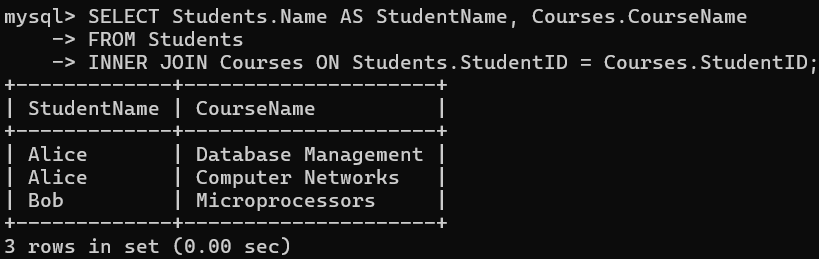 mysql> SELECT Students.Name AS StudentName, Courses.CourseName
    -> FROM Students
    -> INNER JOIN Courses ON Students.StudentID = Courses.StudentID;
+-------------+---------------------+
| StudentName | CourseName          |
+-------------+---------------------+
| Alice       | Database Management |
| Alice       | Computer Networks   |
| Bob         | Microprocessors     |
+-------------+---------------------+
3 rows in set (0.00 sec)